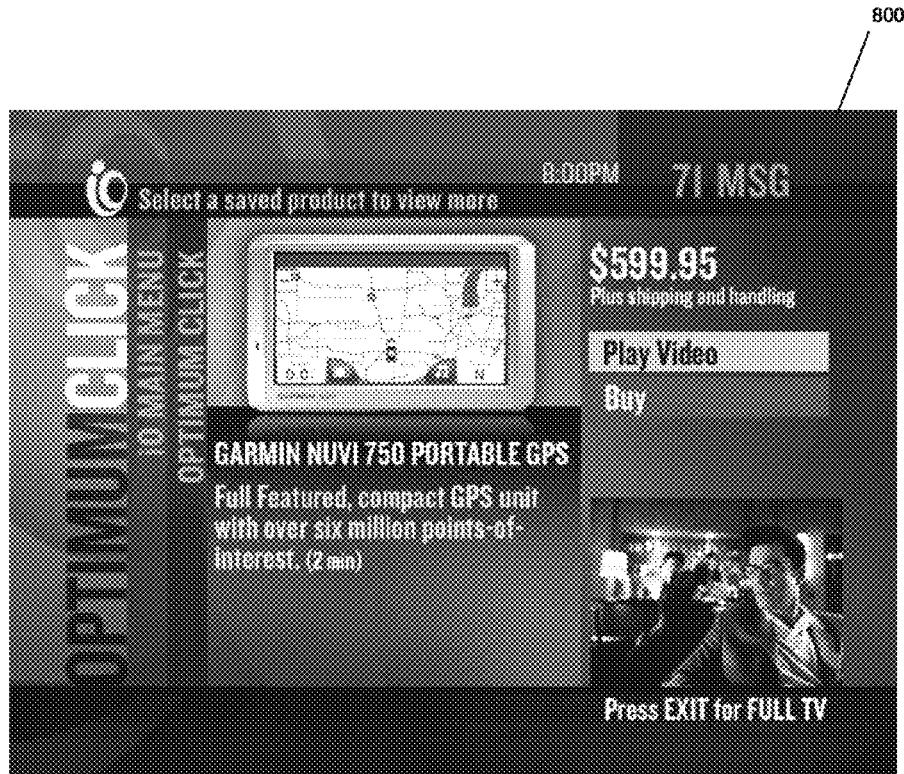 800
8:00PM
71 MSG
iO
Select a saved product to view more
OPTIMUMCLICK
iO MAIN MENU
OPTIMUM CLICK
$599.95
Plus shipping and handling
Play Video
Buy
GARMIN NUVI 750 PORTABLE GPS
Full Featured, compact GPS unit
with over six million points-of-
interest. (2 min)
N
Press EXIT for FULL TV